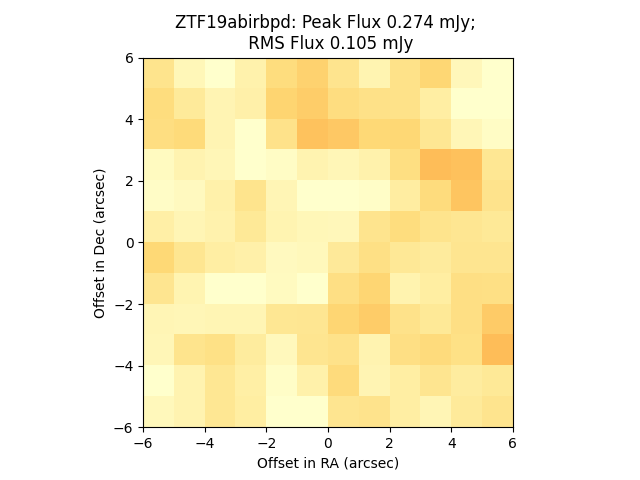 ZTF19abirbpd: Peak Flux 0.274 mJy;
RMS Flux 0.105 mJy
6
4
2
0
−2
−4
−6
Offset in Dec (arcsec)
−6 −4 −2 0 2 4 6
Offset in RA (arcsec)